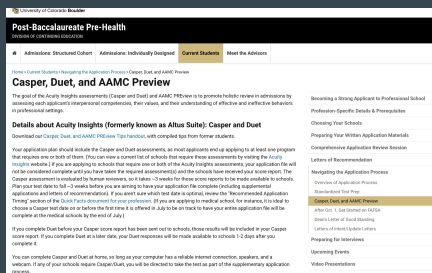 University of Colorado Boulder
Post-Baccalaureate Pre-Health
DIVISION OF CONTINUING EDUCATION
Admissions: Structured Cohort
Admissions: Individually Designed
Current Students
Meet the Advisors
Home › Current Students › Navigating the Application Process › Casper, Duet, and AAMC Preview
Casper, Duet, and AAMC Preview
The goal of the Acuity Insights assessments (Casper and Duet) and AAMC PREview is to promote holistic review in admissions by
assessing each applicant's interpersonal competencies, their values, and their understanding of effective and ineffective behaviors
in professional settings.
Details about Acuity Insights (formerly known as Altus Suite): Casper and Duet
Download our Casper, Duet, and AAMC PREview Tips handout, with compiled tips from former students.
Your application plan should include the Casper and Duet assessments, as most applicants end up applying to at least one program
that requires one or both of them. (You can view a current list of schools that require these assessments by visiting the Acuity
Insights website.) If you are applying to schools that require one or both of the Acuity Insights assessments, your application file will
not be considered complete until you have taken the required assessment(s) and the schools have received your score report. The
Casper assessment is evaluated by human reviewers, so it takes ~3 weeks for these score reports to be made available to schools.
Plan your test date to fall ~3 weeks before you are aiming to have your application file complete (including supplemental
applications and letters of recommendation). If you aren't sure which test date is optimal, review the "Recommended Application
Timing" section of the Quick Facts document for your profession. (If you are applying to medical school, for instance, it is ideal to
choose a Casper test date on or before the first time it is offered in July to be on track to have your entire application file will be
complete at the medical schools by the end of July.)
If you complete Duet before your Casper score report has been sent out to schools, those results will be included in your Casper
score report. If you complete Duet at a later date, your Duet responses will be made available to schools 1-2 days after you
complete it.
You can complete Casper and Duet at home, so long as your computer has a reliable internet connection, speakers, and a
webcam. If any of your schools require Casper/Duet, you will be directed to take the test as part of the supplementary application
process.
Becoming a Strong Applicant to Professional School
Profession-Specific Details & Prerequisites
Choosing Your Schools
Preparing Your Written Application Materials
Comprehensive Application Review Session
Letters of Recommendation
Navigating the Application Process
Overview of Application Process
Standardized Test Prep
Casper, Duet, and AAMC Preview
After Oct. 1, Get Started on FAFSA
Dean's Letter of Good Standing
Letters of Intent/Update Letters
Preparing for Interviews
Upcoming Events
Video Presentations